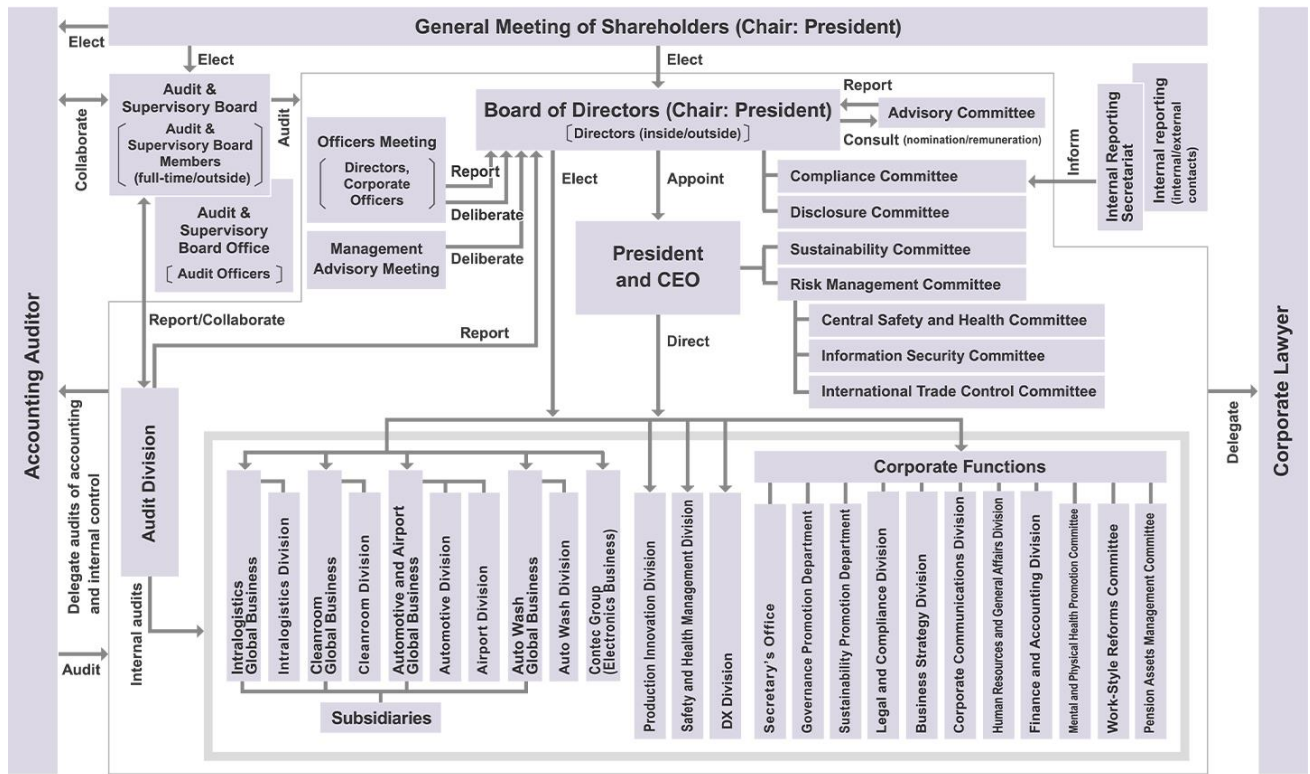 General Meeting of Shareholders (Chair: President)
Elect
Elect
Elect
Audit &
Supervisory Board
Audit &
Supervisory Board
Members
(full-time/outside)
Collaborate
Audit
Audit &
Supervisory
Board Office
Audit Officers
Board of Directors (Chair: President)
Directors (inside/outside)
Report
Advisory Committee
Consult (nomination/remuneration)
Officers Meeting
Directors,
Corporate
Officers
Report
Deliberate
Management
Advisory Meeting
Deliberate
Elect
Appoint
Compliance Committee
Disclosure Committee
Inform
Internal Reporting
Secretariat
Internal reporting
(internal/external
contacts)
President
and CEO
Sustainability Committee
Risk Management Committee
Central Safety and Health Committee
Information Security Committee
International Trade Control Committee
Report/Collaborate
Report
Direct
Accounting Auditor
Corporate Lawyer
Delegate
Delegate audits of accounting
and internal control
Audit
Audit Division
Internal audits
Intralogistics
Global Business
Intralogistics Division
Cleanroom
Global Business
Cleanroom Division
Automotive and Airport
Global Business
Automotive Division
Airport Division
Auto Wash
Global Business
Auto Wash Division
Contec Group
(Electronics Business)
Subsidiaries
Production Innovation Division
Safety and Health Management Division
DX Division
Corporate Functions
Secretary's Office
Governance Promotion Department
Sustainability Promotion Department
Legal and Compliance Division
Business Strategy Division
Corporate Communications Division
Human Resources and General Affairs Division
Finance and Accounting Division
Mental and Physical Health Promotion Committee
Work-Style Reforms Committee
Pension Assets Management Committee